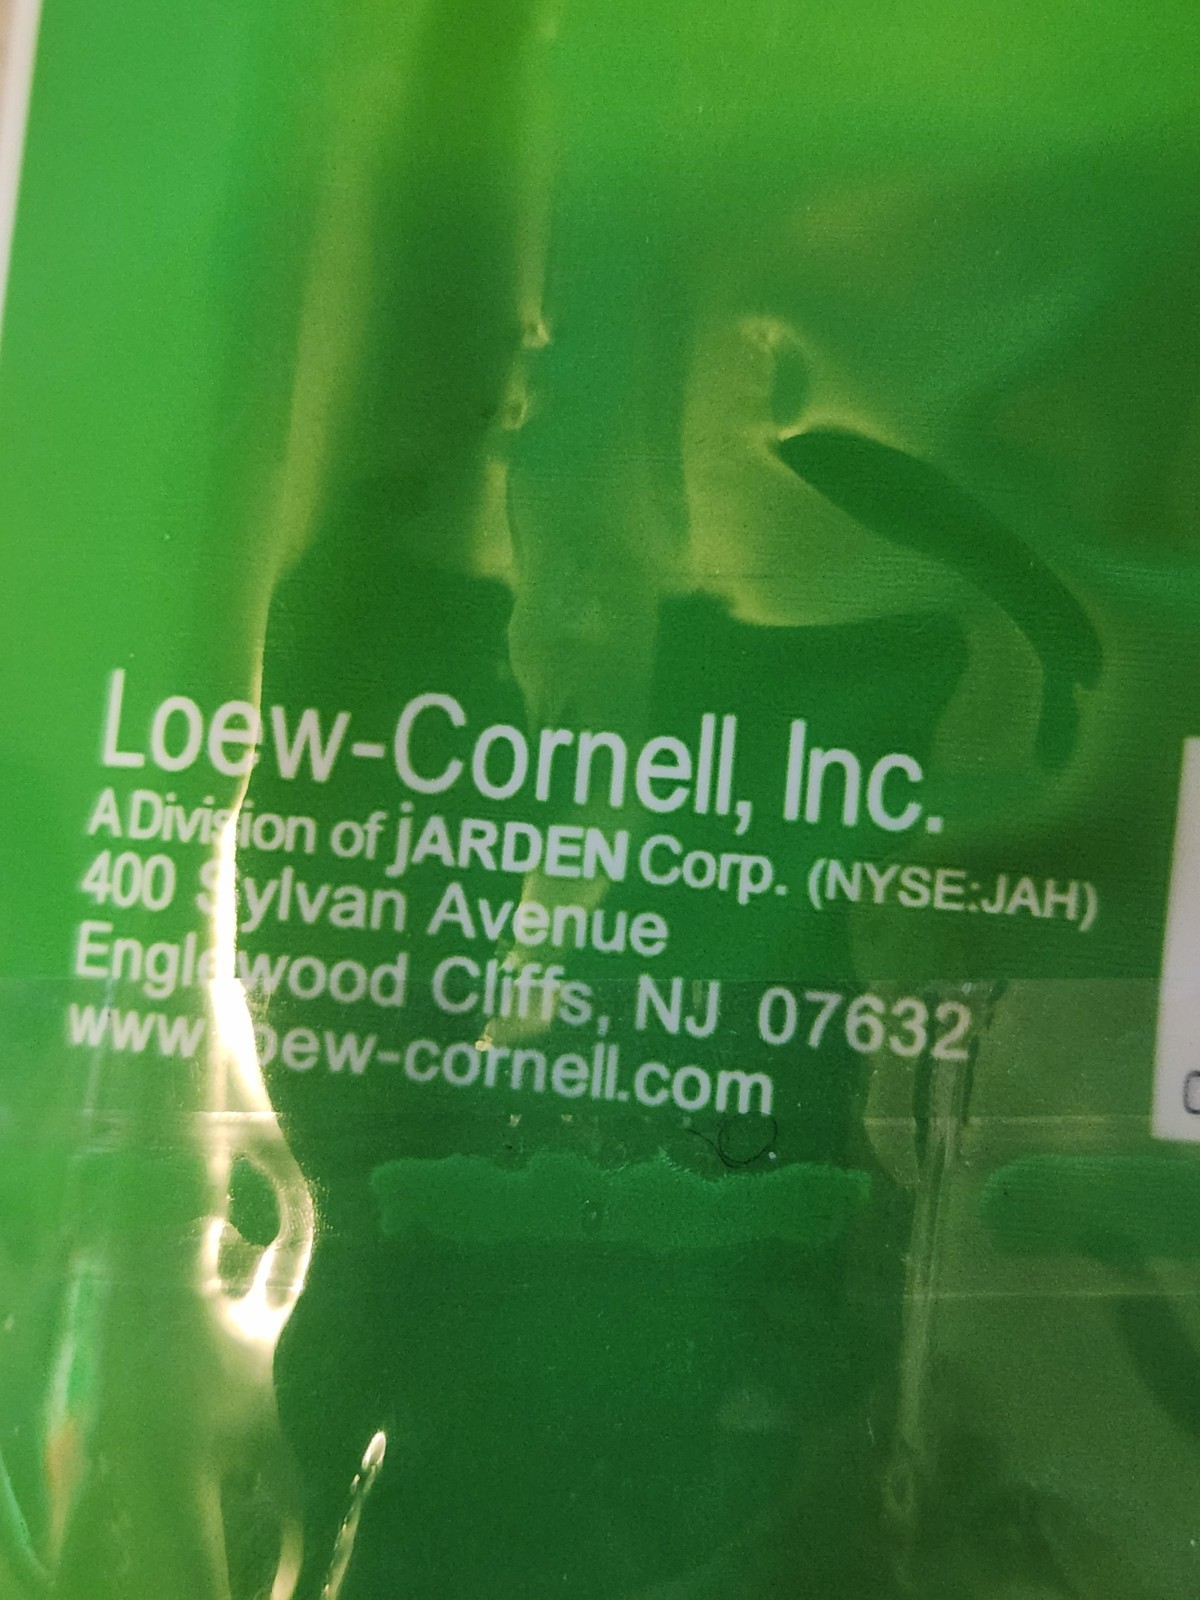 Loew-Cornell, Inc.
A Division of jARDEN Corp. (NYSE:JAH)
400 Sylvan Avenue
Englewood Cliffs, NJ 07632
www.loew-cornell.com